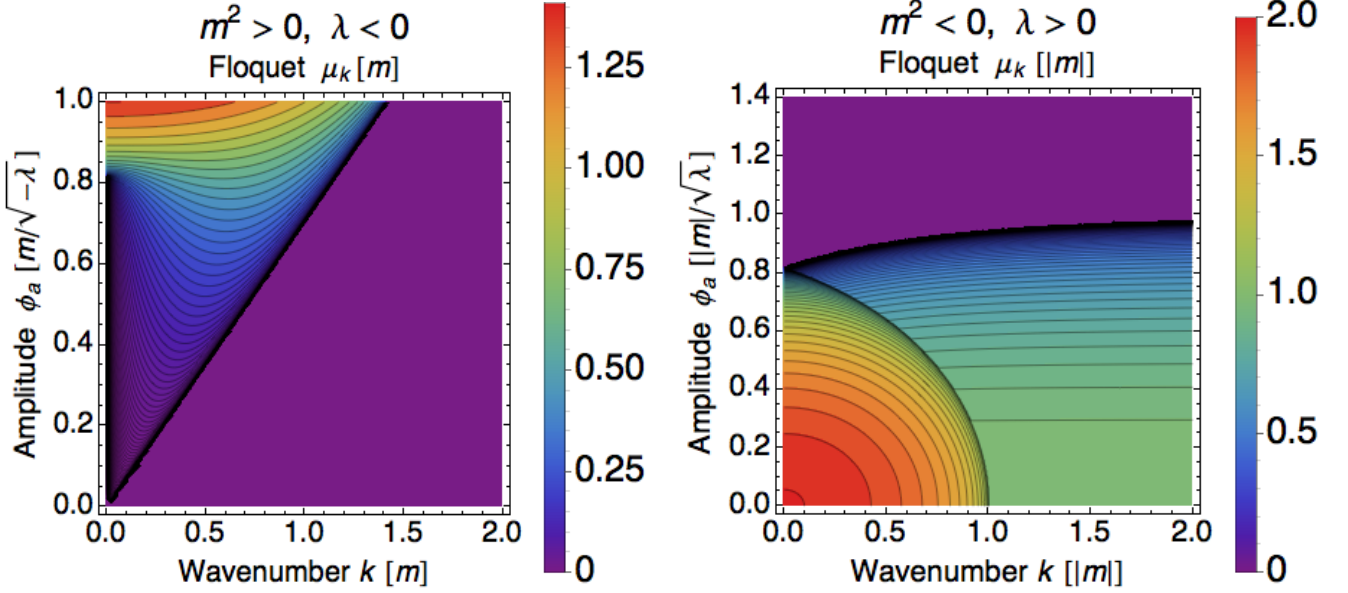 m² > 0, λ < 0
Floquet μₖ [m]
1.0
0.8
0.6
0.4
0.2
0.0
0.0 0.5 1.0 1.5 2.0
Amplitude ϕₐ [m/√-λ]
Wavenumber k [m]
1.25
1.00
0.75
0.50
0.25
0
m² < 0, λ > 0
Floquet μₖ [|m|]
1.4
1.2
1.0
0.8
0.6
0.4
0.2
0.0
0.0 0.5 1.0 1.5 2.0
Amplitude ϕₐ [|m|/√λ]
Wavenumber k [|m|]
2.0
1.5
1.0
0.5
0